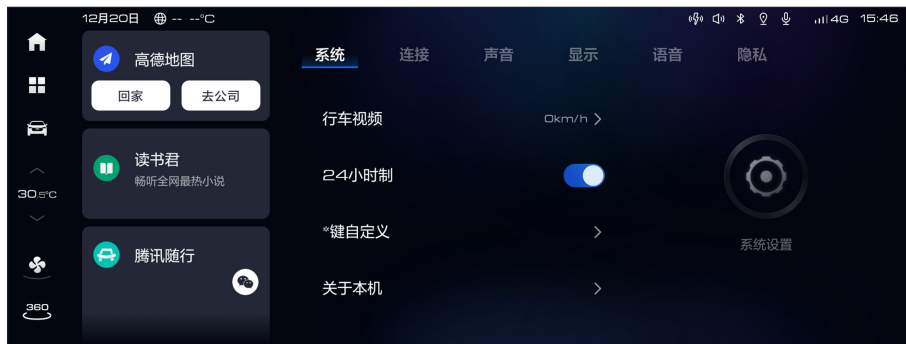 12月20日 -- --°C
4G 15:46
30.5°C
360
高德地图
回家 去公司
读书君
畅听全网最热小说
腾讯随行
系统 连接 声音 显示 语音 隐私
行车视频 0km/h
24小时制
*键自定义
关于本机
系统设置